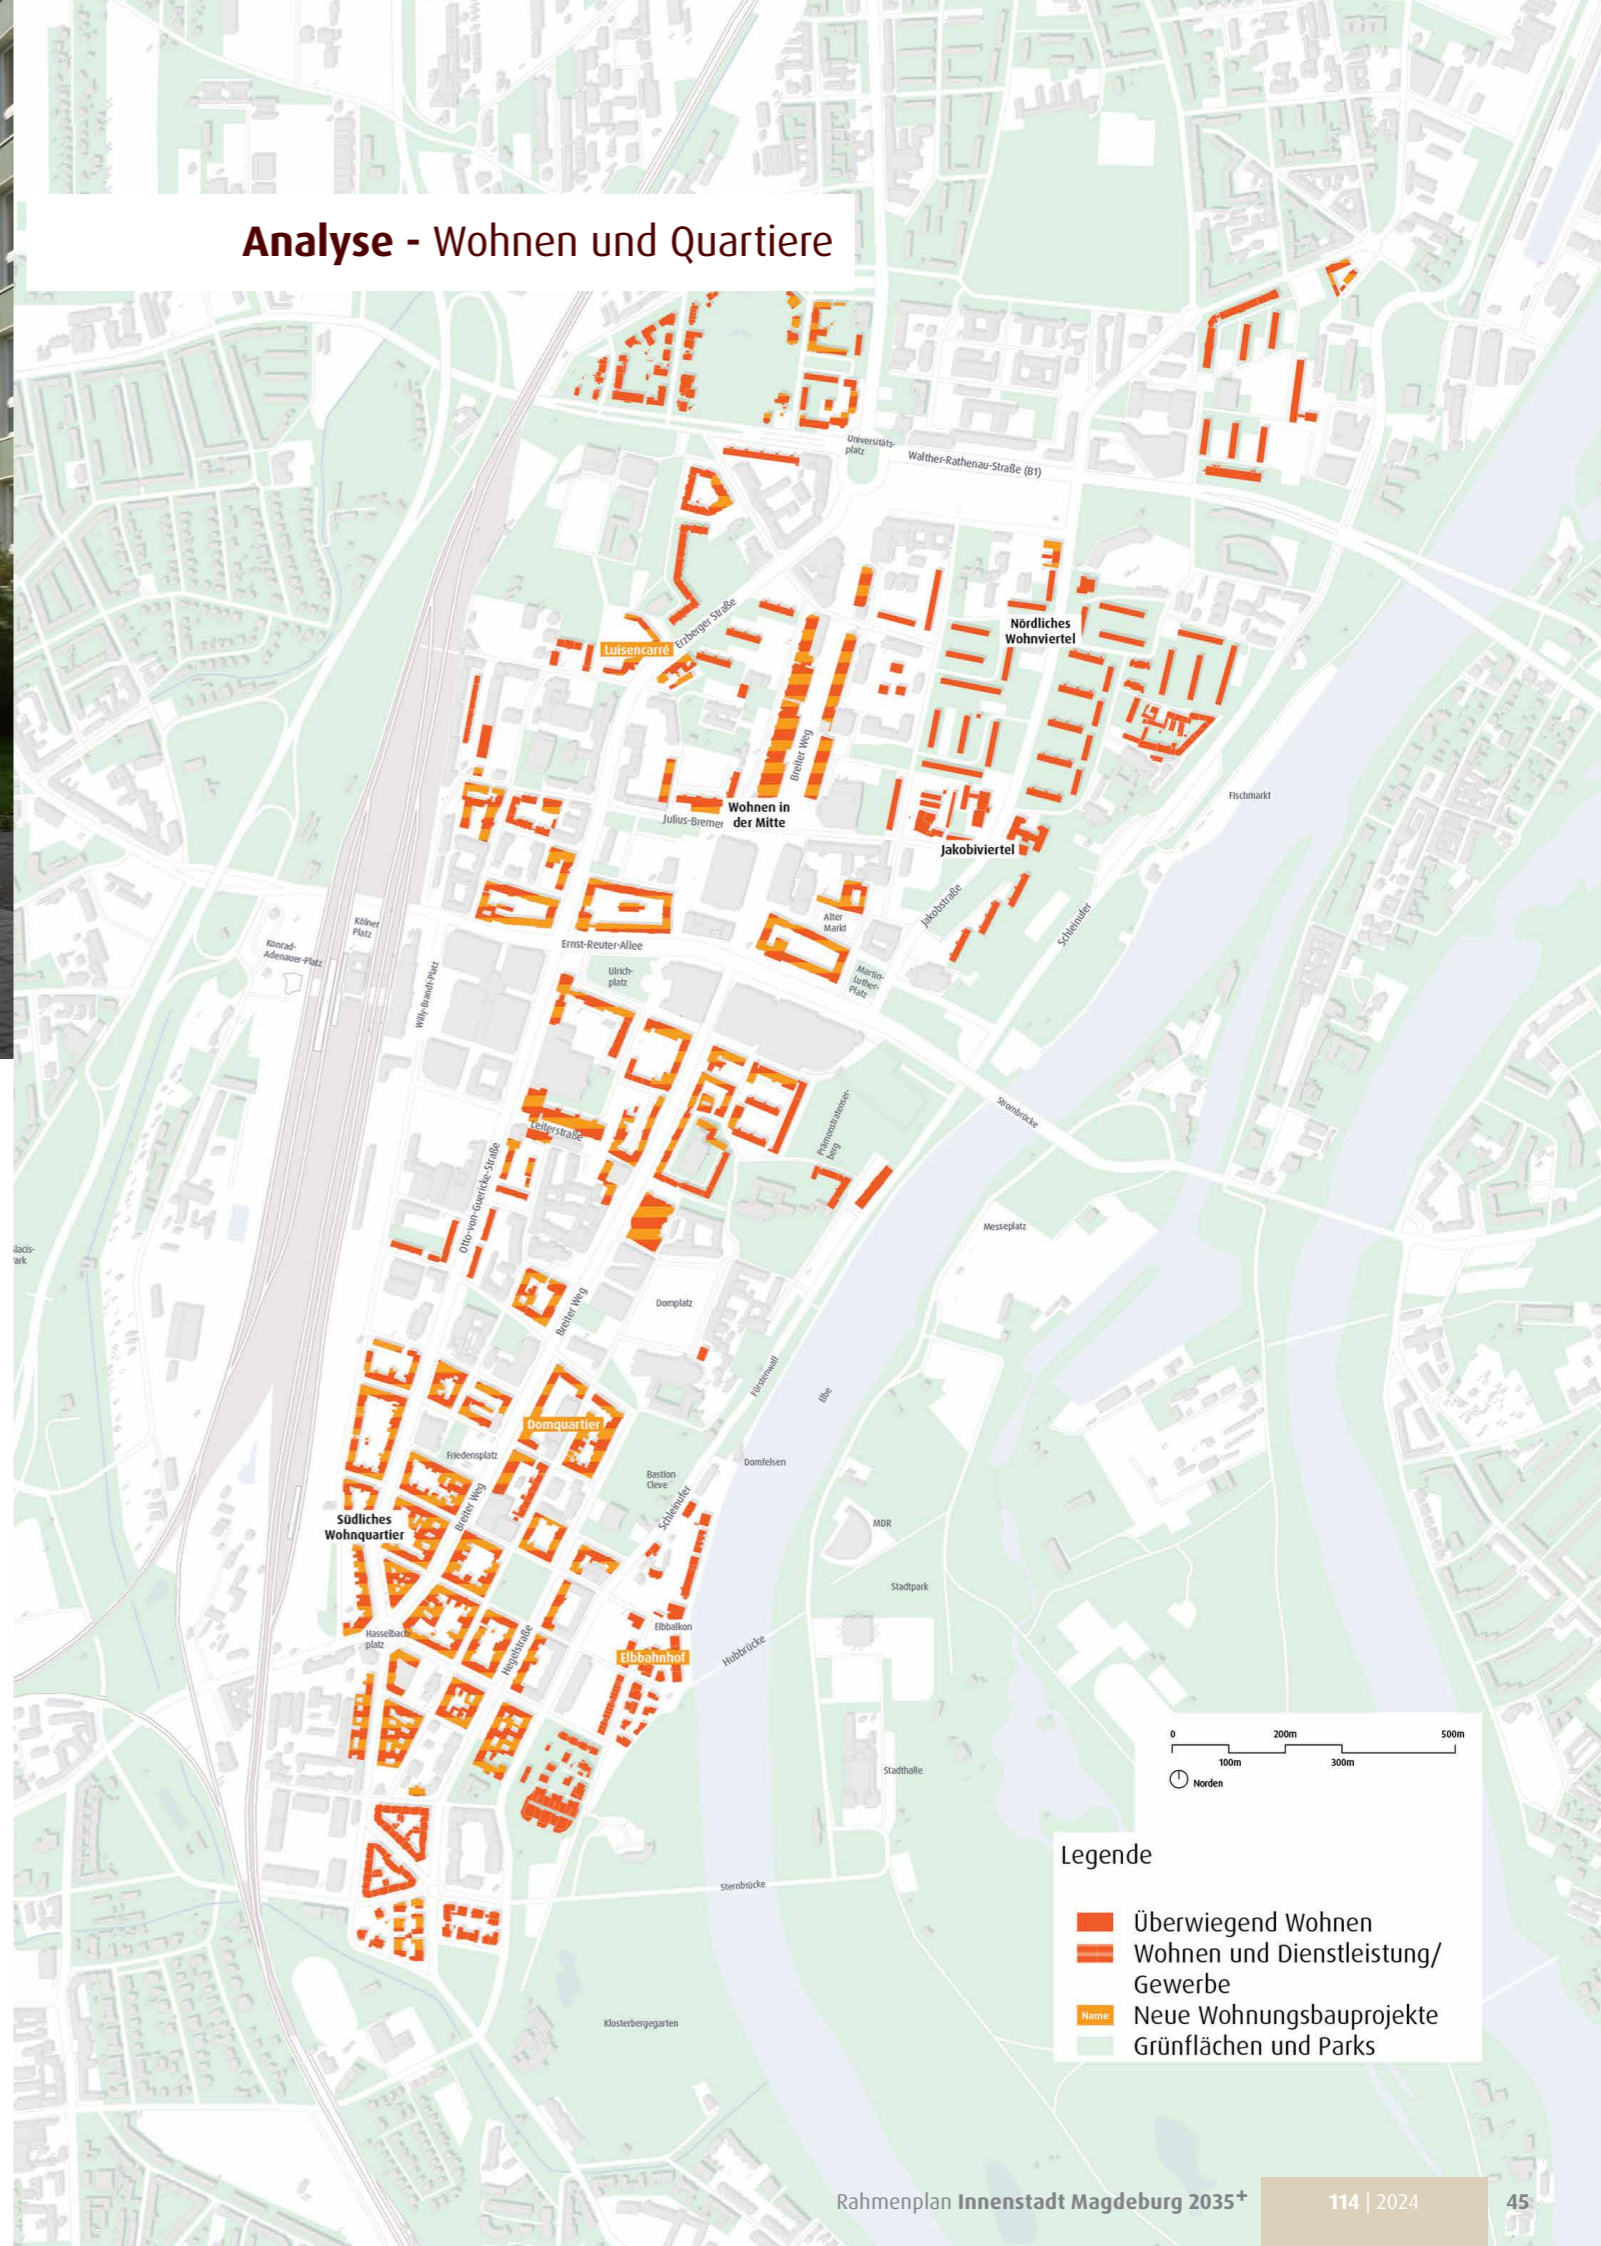 Analyse - Wohnen und Quartiere
Universitäts-
platz
Walther-Rathenau-Straße (B1)
Erzberger Straße
Luisencarré
Nördliches
Wohnviertel
Breiter Weg
Wohnen in
der Mitte
Julius-Bremer
Fischmarkt
Jakobiviertel
Jakobstraße
Schleinufer
Alter
Markt
Kölner
Platz
Konrad-
Adenauer-Platz
Ernst-Reuter-Allee
Ulrich-
platz
Martin-
Luther-
Platz
Willy-Brandt-Platz
Strombrücke
Prämonstratenser-
berg
Leiterstraße
Otto-von-Guericke-Straße
Messeplatz
Glacis-
ark
Domplatz
Breiter Weg
Fürstenwall
Elbe
Domquartier
Friedensplatz
Domfelsen
Bastion
Cleve
Schleinufer
Breiter Weg
Südliches
Wohnquartier
MDR
Stadtpark
Hasselbach
platz
Elbbalkon
Hegelstraße
Elbbahnhof
Hubbrücke
Stadthalle
Sternbrücke
Klosterbergegarten
0 200m 500m
100m 300m
Norden
Legende
Überwiegend Wohnen
Wohnen und Dienstleistung/
Gewerbe
Name Neue Wohnungsbauprojekte
Grünflächen und Parks
Rahmenplan Innenstadt Magdeburg 2035+ 114 | 2024 45